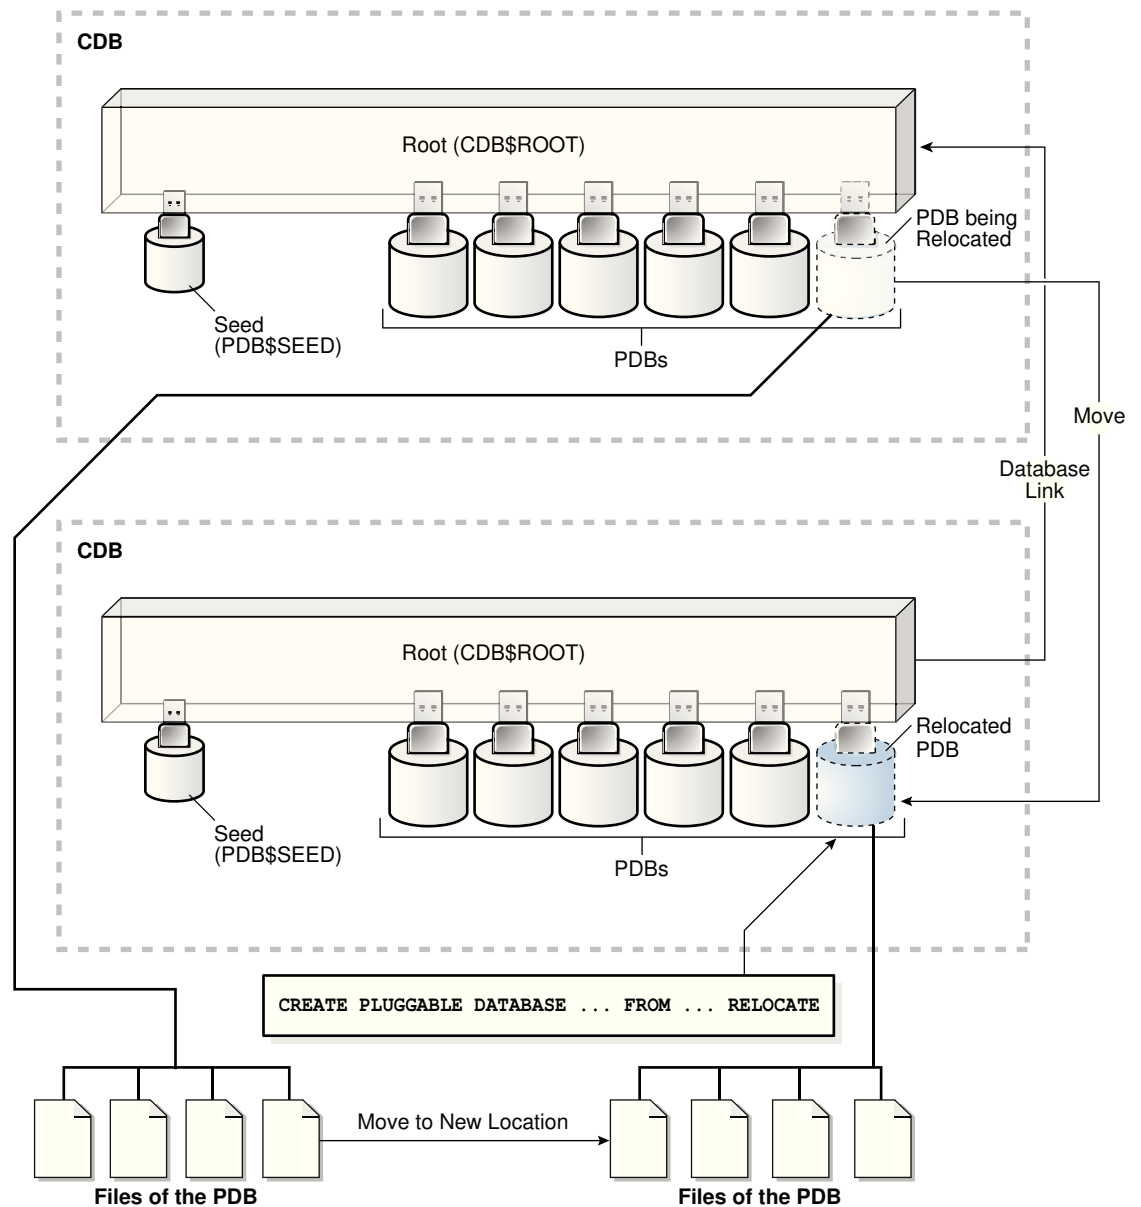 CDB
Root (CDB$ROOT)
PDB being
Relocated
Seed
(PDB$SEED)
PDBs
Move
Database
Link
CDB
Root (CDB$ROOT)
Relocated
PDB
Seed
(PDB$SEED)
PDBs
CREATE PLUGGABLE DATABASE ... FROM ... RELOCATE
Move to New Location
Files of the PDB
Files of the PDB